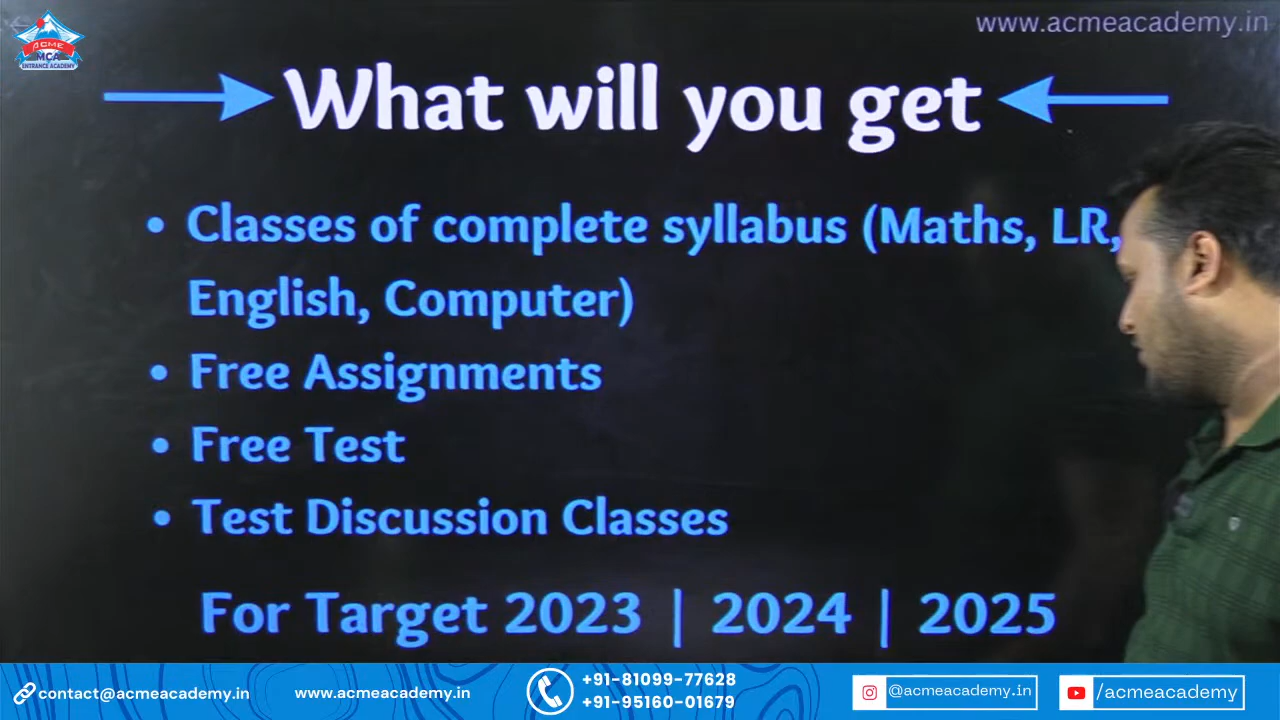 www.acmeacademy.in
ACME
MCA
ENTRANCE ACADEMY
What will you get
• Classes of complete syllabus (Maths, LR,
English, Computer)
• Free Assignments
• Free Test
• Test Discussion Classes
For Target 2023 | 2024 | 2025
contact@acmeacademy.in
www.acmeacademy.in
+91-81099-77628
+91-95160-01679
@acmeacademy.in
/acmeacademy